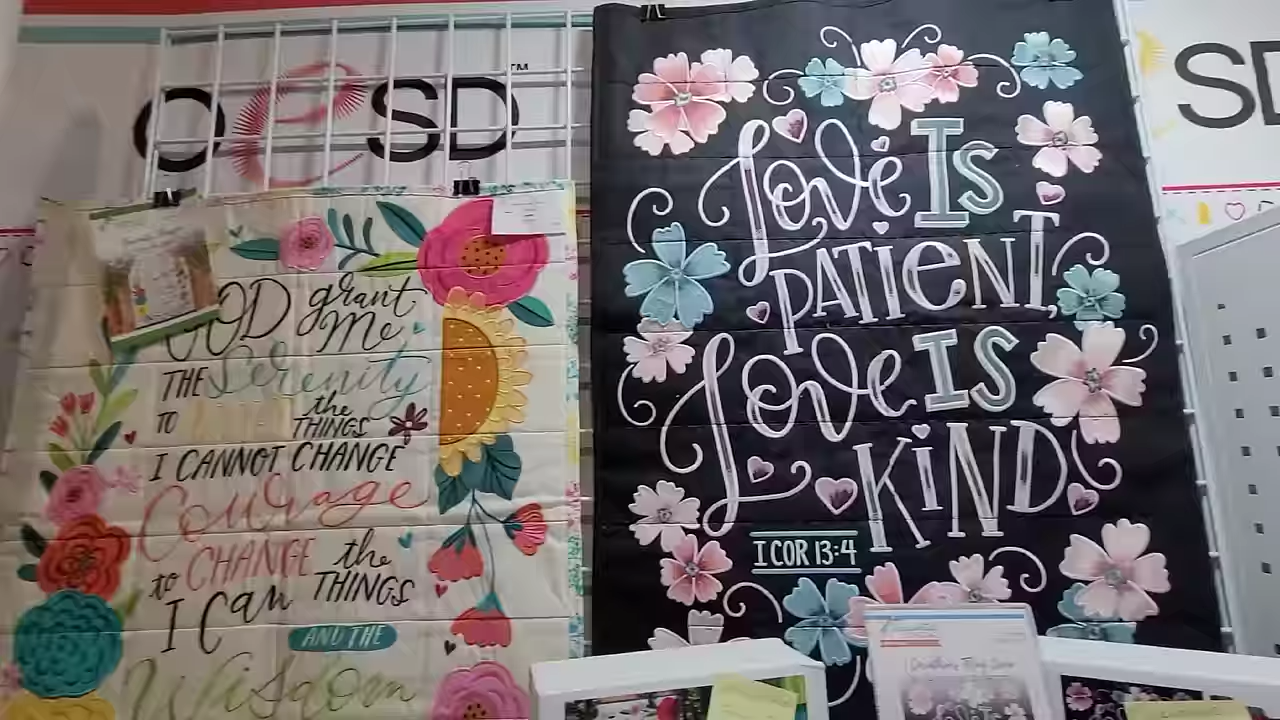 OESD™
SD
GOD grant
Me
THE Serenity
TO the
THINGS
I CANNOT CHANGE
Courage
to CHANGE the
I Can THINGS
AND THE
Wisdom
Love Is
PATIENT,
Love IS
KIND
I COR 13:4